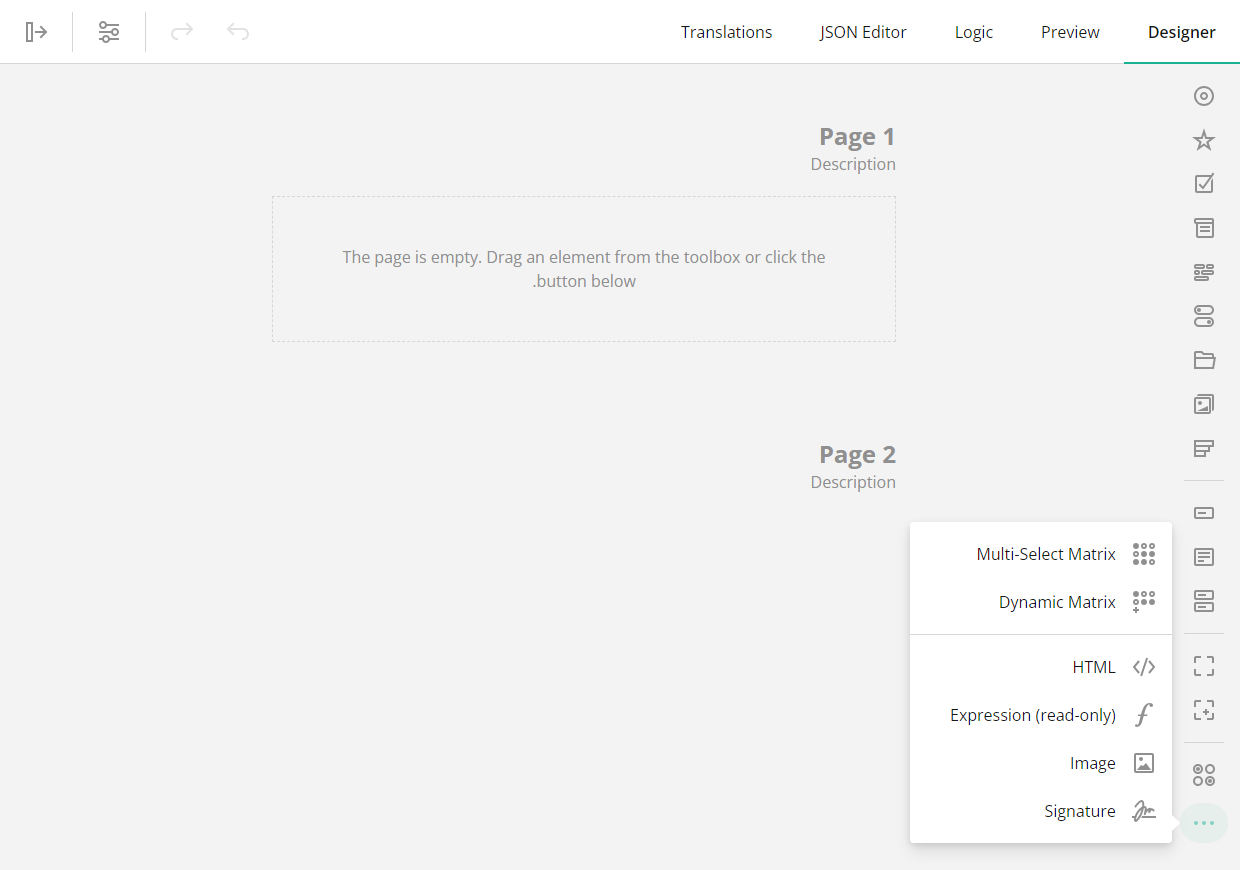 Translations
JSON Editor
Logic
Preview
Designer
Page 1
Description
The page is empty. Drag an element from the toolbox or click the
.button below
Page 2
Description
Multi-Select Matrix
Dynamic Matrix
HTML
Expression (read-only)
Image
Signature